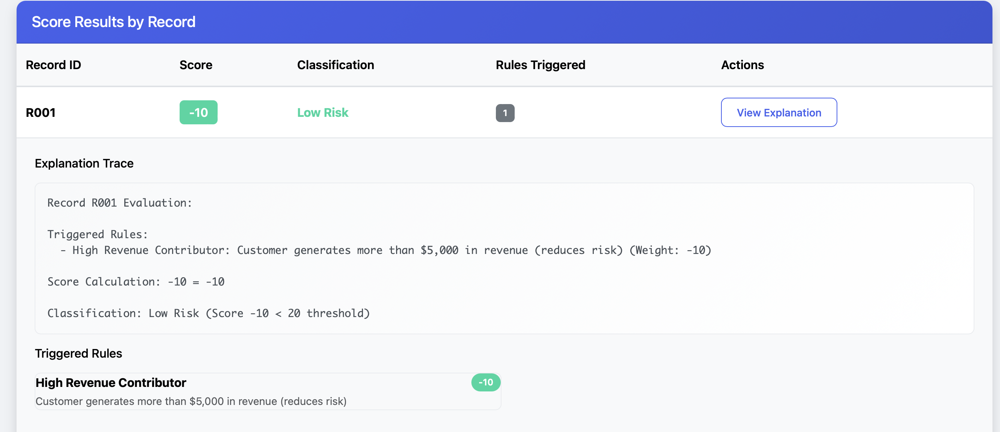 Score Results by Record
Record ID Score Classification Rules Triggered Actions
R001 -10 Low Risk 1 View Explanation
Explanation Trace
Record R001 Evaluation:
Triggered Rules:
- High Revenue Contributor: Customer generates more than $5,000 in revenue (reduces risk) (Weight: -10)
Score Calculation: -10 = -10
Classification: Low Risk (Score -10 < 20 threshold)
Triggered Rules
High Revenue Contributor -10
Customer generates more than $5,000 in revenue (reduces risk)